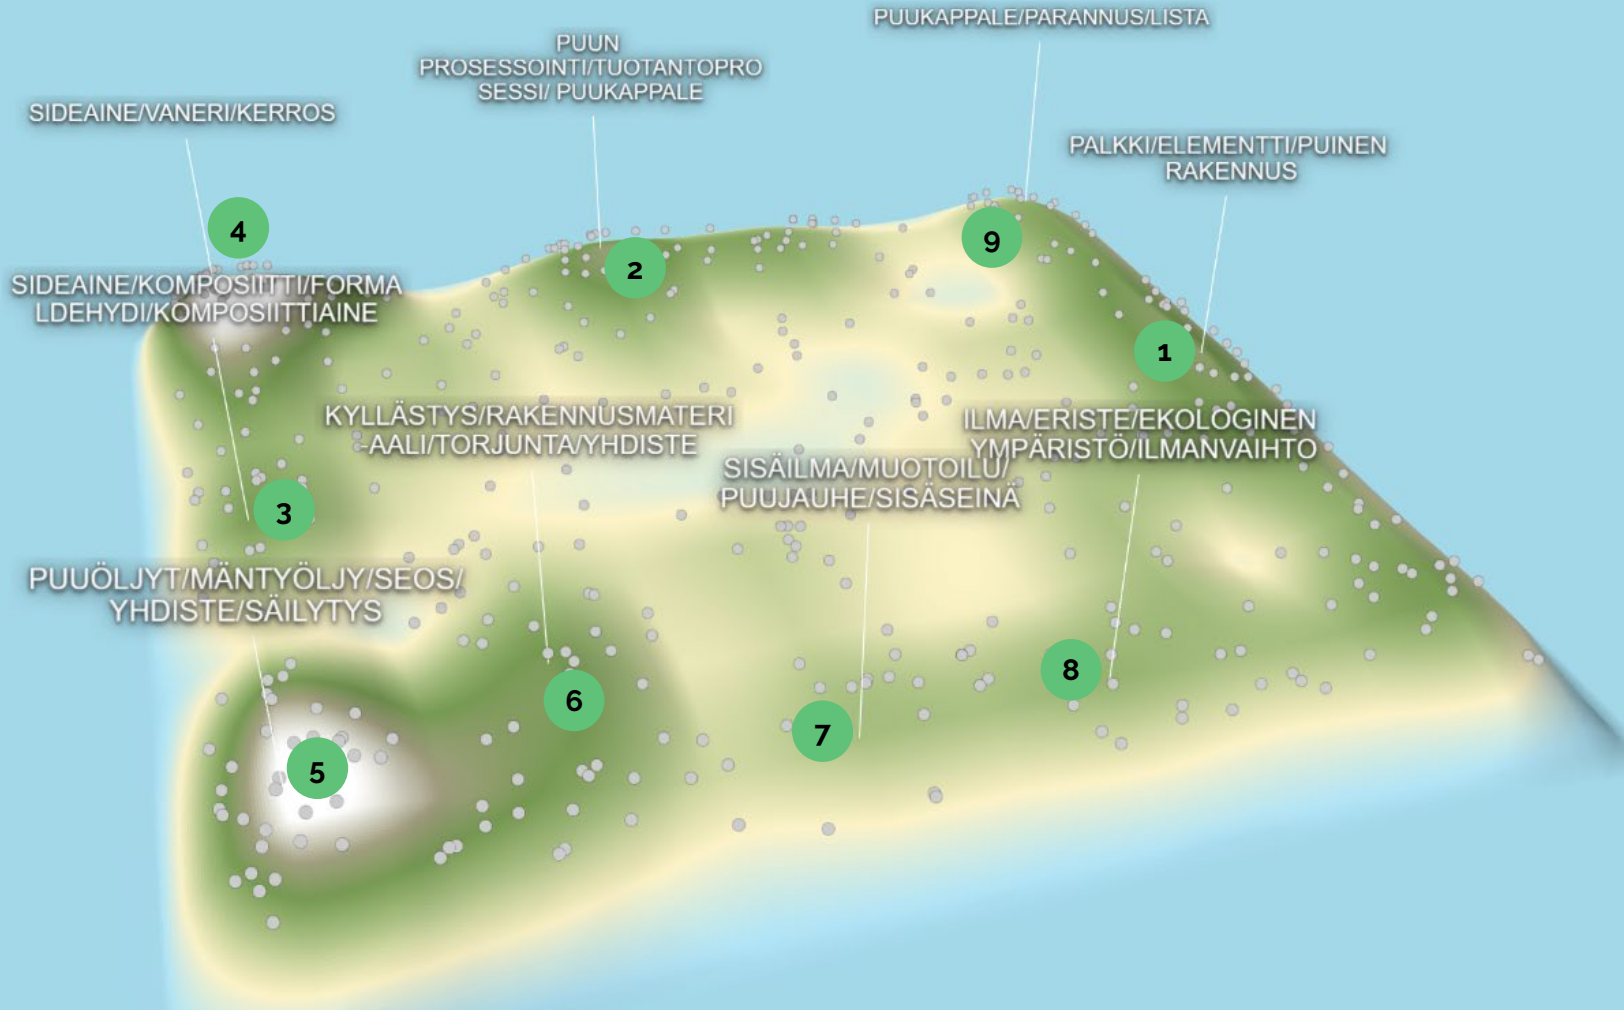 PUUKAPPALE/PARANNUS/LISTA
PUUN
PROSESSOINTI/TUOTANTOPRO
SESSI/ PUUKAPPALE
SIDEAINE/VANERI/KERROS
PALKKI/ELEMENTTI/PUINEN
RAKENNUS
4
9
2
SIDEAINE/KOMPOSIITTI/FORMA
LDEHYDI/KOMPOSIITTIAINE
1
KYLLÄSTYS/RAKENNUSMATERI
-AALI/TORJUNTA/YHDISTE
ILMA/ERISTE/EKOLOGINEN
YMPÄRISTÖ/ILMANVAIHTO
SISÄILMA/MUOTOILU/
PUUJAUHE/SISÄSEINÄ
3
PUUÖLJYT/MÄNTYÖLJY/SEOS/
YHDISTE/SÄILYTYS
8
6
7
5